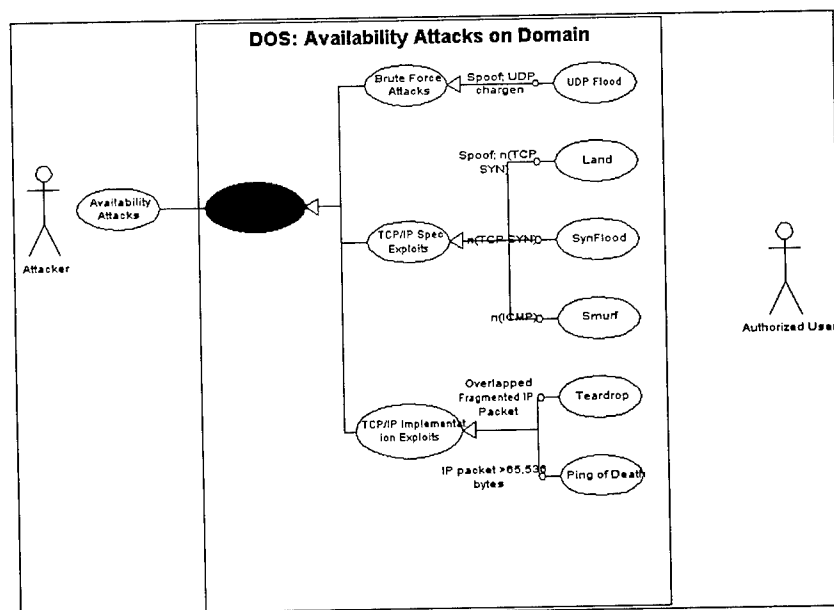 DOS: Availability Attacks on Domain
Brute Force
Attacks
Spoof; UDP
chargen
UDP Flood
Spoof; n(TCP
SYN)
Land
Availability
Attacks
Attacker
TCP/IP Spec
Exploits
n(TCP SYN)
SynFlood
Authorized User
n(ICMP)
Smurf
Overlapped
Fragmented IP
Packet
Teardrop
TCP/IP Implementat
ion Exploits
IP packet >65,536
bytes
Ping of Death